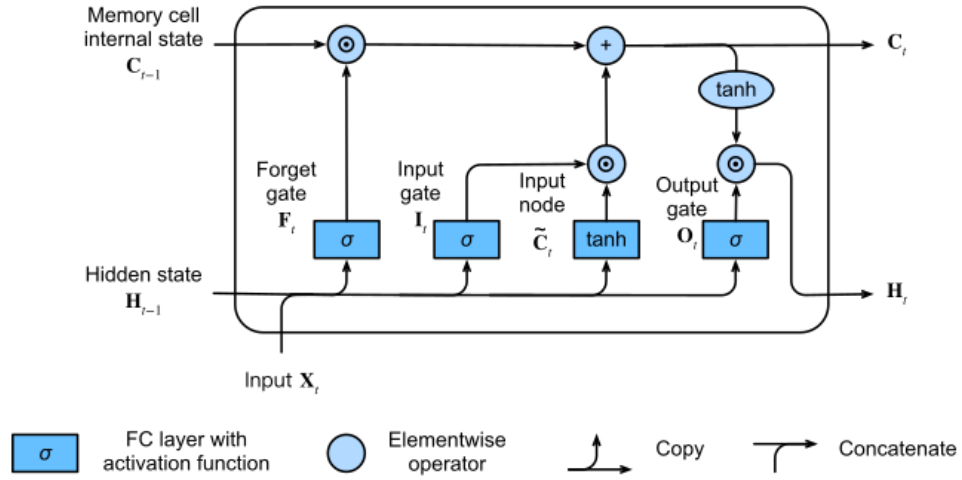 Memory cell
internal state
C_{t−1}
⊙
+
C_t
tanh
Forget
gate
F_t
σ
Input
gate
I_t
σ
⊙
Input
node
C̃_t
tanh
⊙
Output
gate
O_t
σ
Hidden state
H_{t−1}
H_t
Input X_t
σ
FC layer with
activation function
Elementwise
operator
Copy
Concatenate